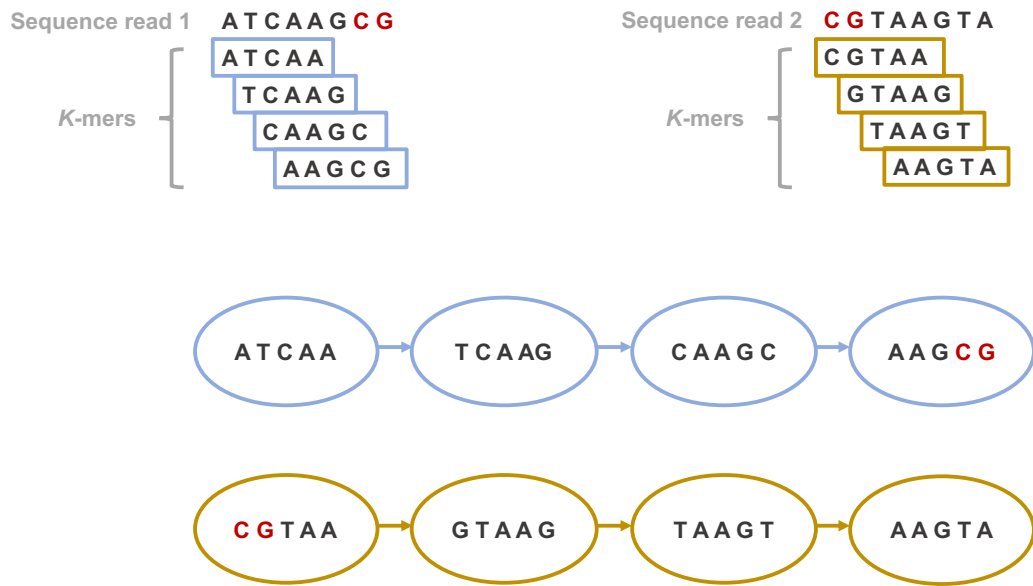 Sequence read 1 ATCAAGCG
ATCAA
TCAAG
K-mers
CAAGC
AAGCG
Sequence read 2 CGTAAGTA
CGTAA
GTAAG
K-mers
TAAGT
AAGTA
ATCAA TCAAG CAAGC AAGCG
CGTAA GTAAG TAAGT AAGTA